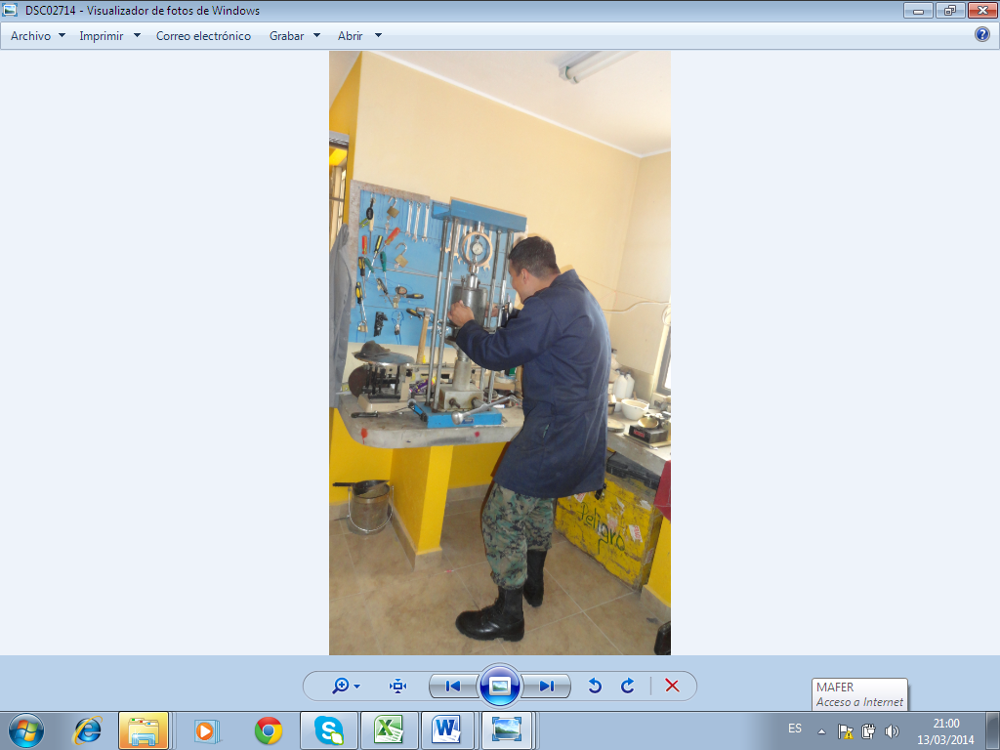 DSC02714 - Visualizador de fotos de Windows
Archivo Imprimir Correo electrónico Grabar Abrir
Peligro
MAFER
Acceso a Internet
ES
21:00
13/03/2014